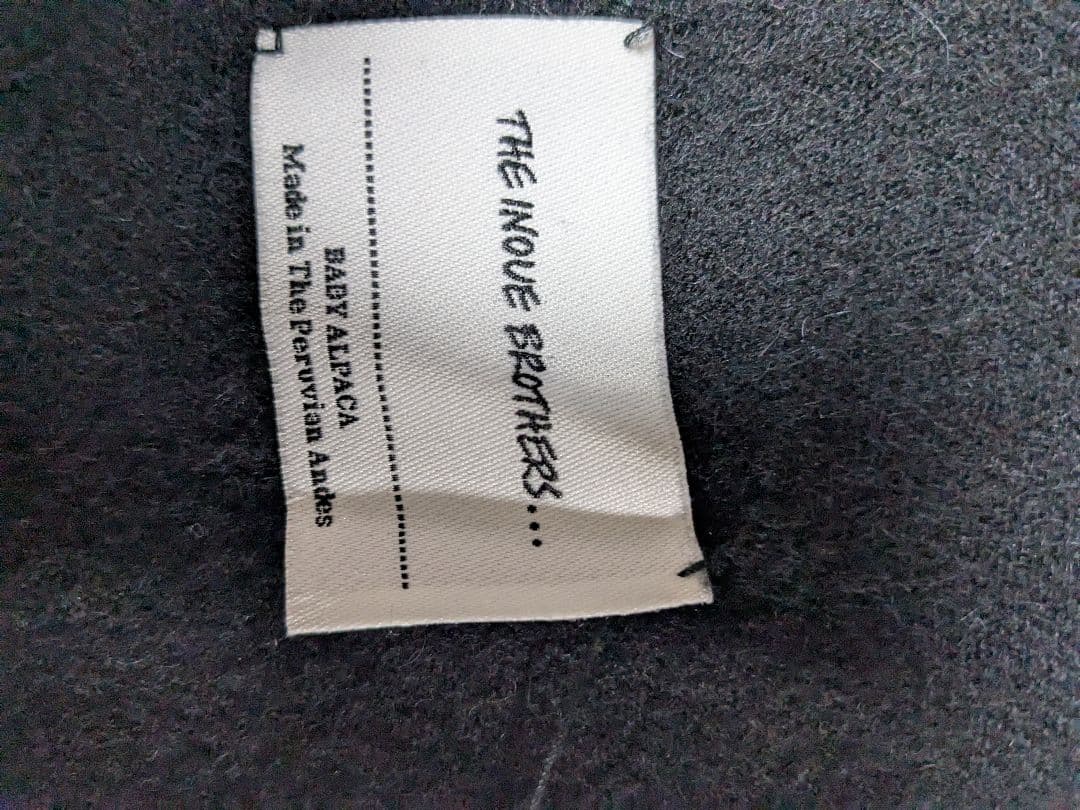 THE INOUE BROTHERS...
BABY ALPACA
Made in The Peruvian Andes